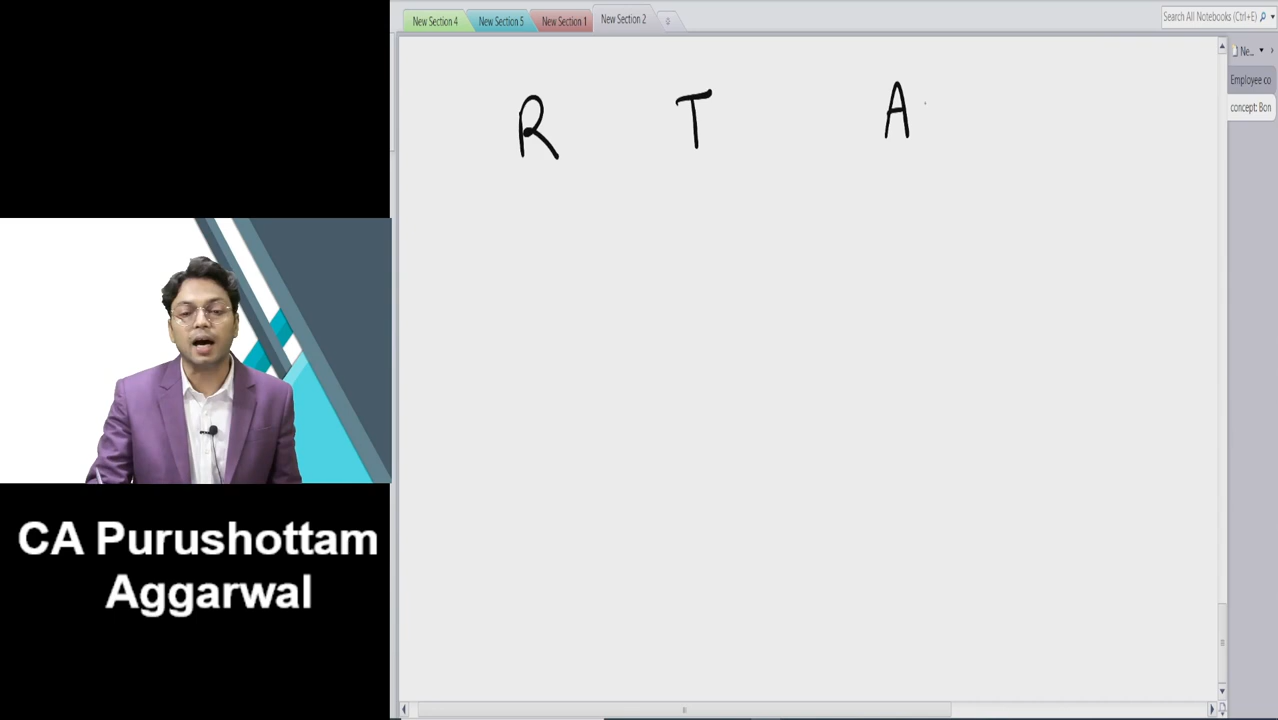 New Section 4 New Section 5 New Section 1 New Section 2
Search All Notebooks (Ctrl+E)
Ne...
Employee co
concept: Bon
R T A
CA Purushottam
Aggarwal